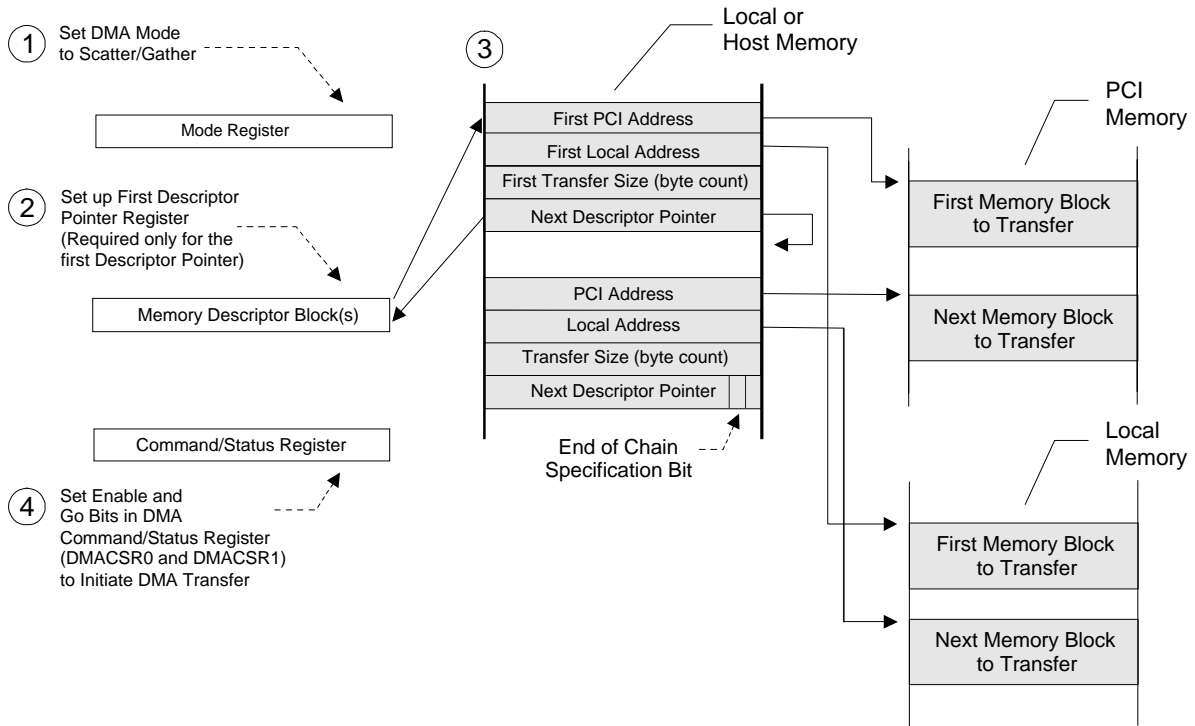 1
Set DMA Mode
to Scatter/Gather
Mode Register
2
Set up First Descriptor
Pointer Register
(Required only for the
first Descriptor Pointer)
Memory Descriptor Block(s)
Command/Status Register
4
Set Enable and
Go Bits in DMA
Command/Status Register
(DMACSR0 and DMACSR1)
to Initiate DMA Transfer
3
Local or
Host Memory
First PCI Address
First Local Address
First Transfer Size (byte count)
Next Descriptor Pointer
PCI Address
Local Address
Transfer Size (byte count)
Next Descriptor Pointer
End of Chain
Specification Bit
PCI
Memory
First Memory Block
to Transfer
Next Memory Block
to Transfer
Local
Memory
First Memory Block
to Transfer
Next Memory Block
to Transfer